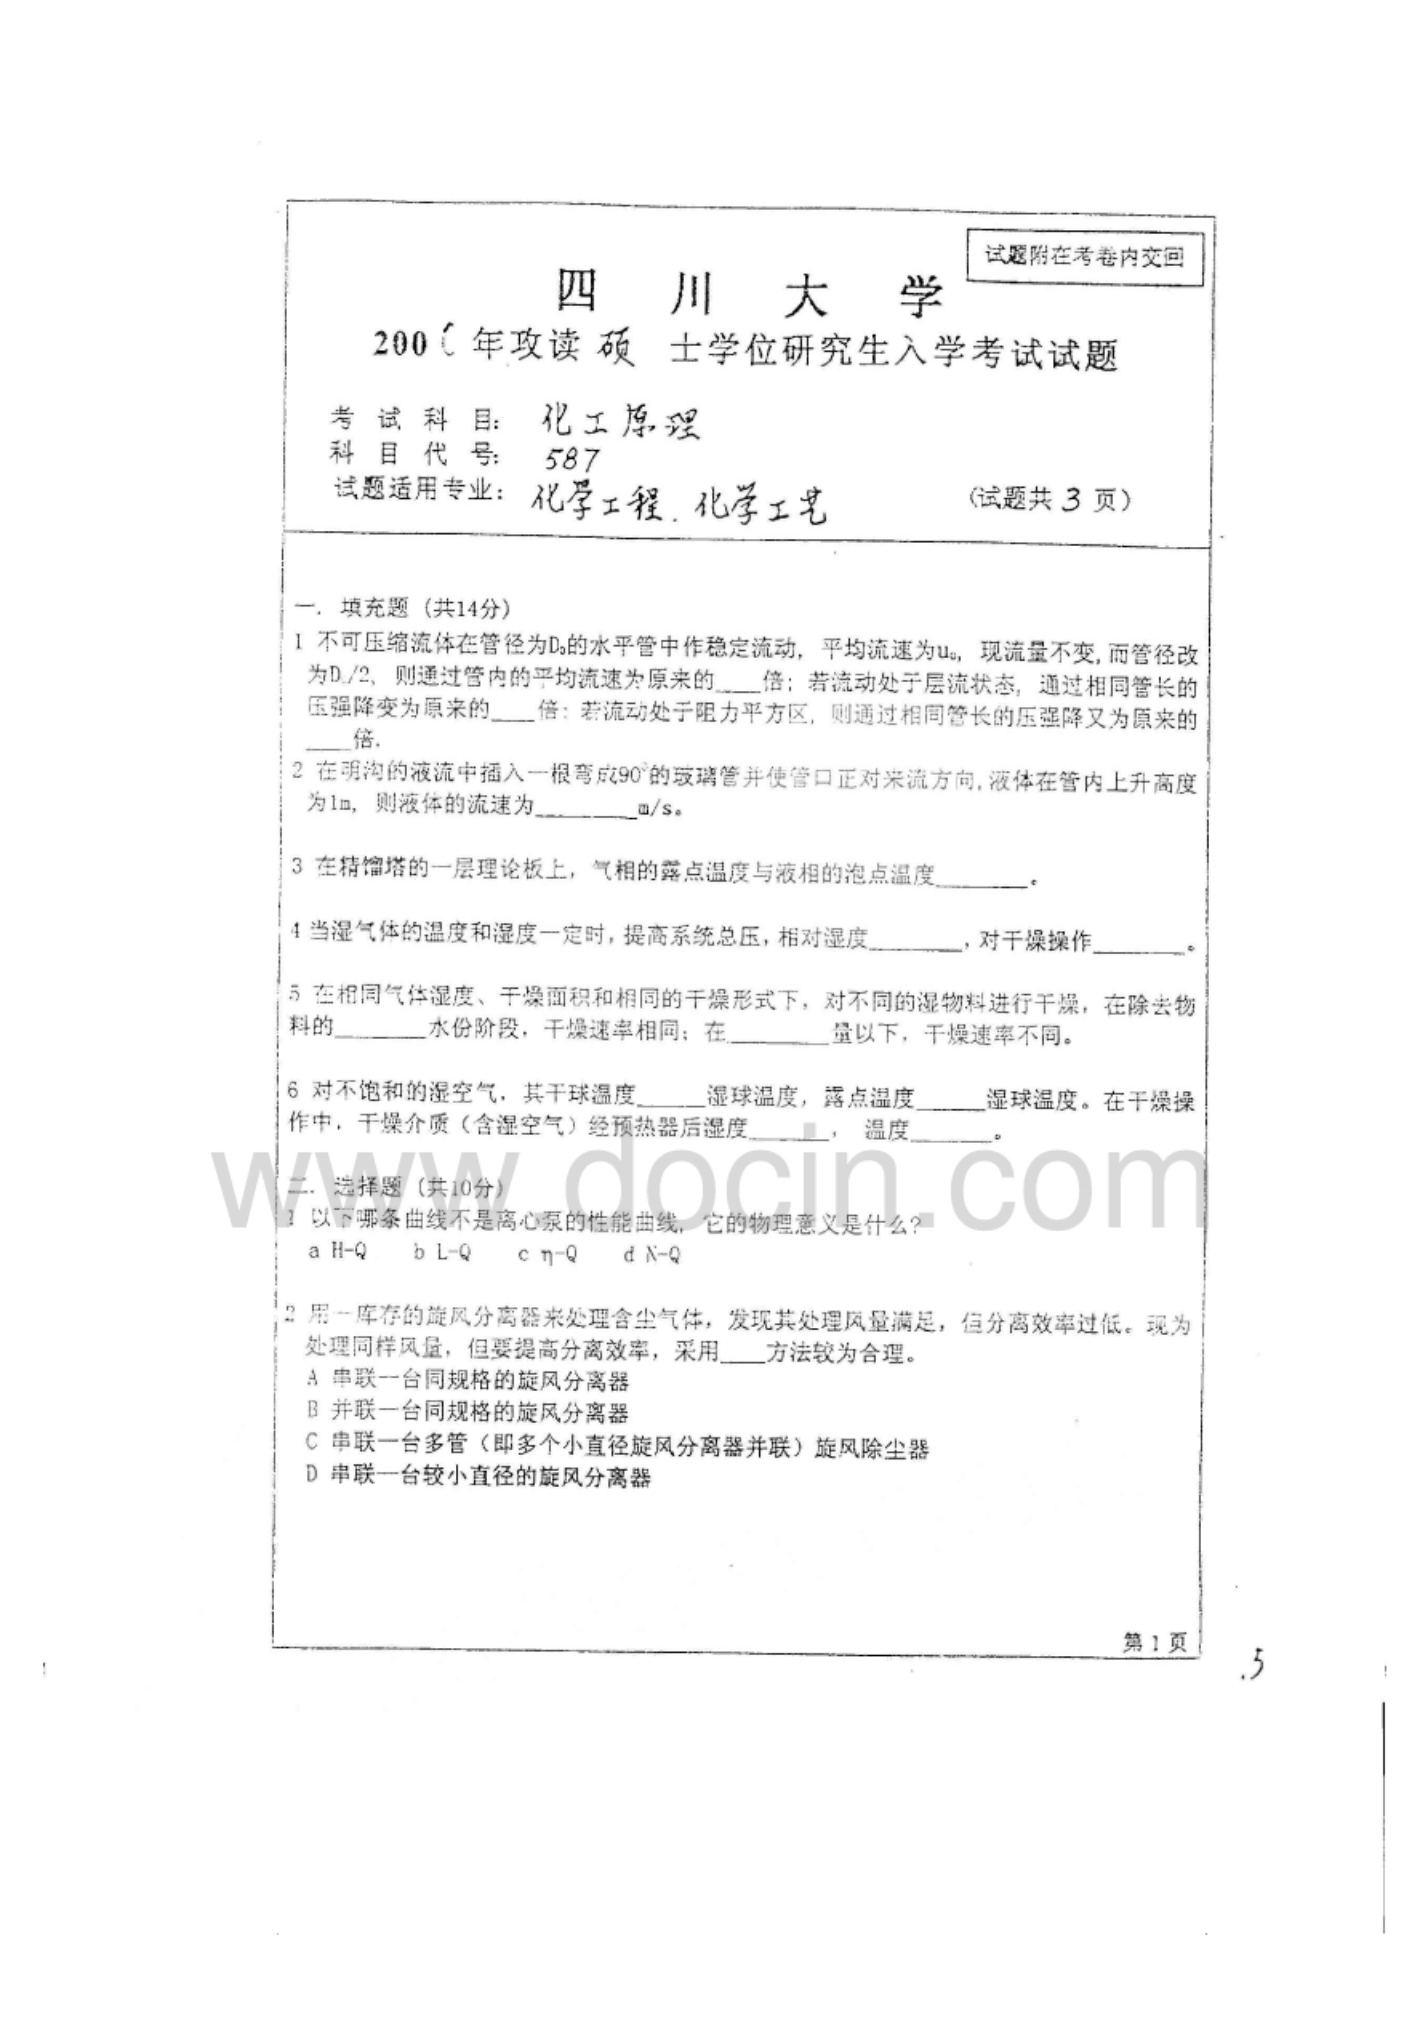 试题附在考卷内交回
四 川 大 学
200 年攻读 硕 士学位研究生入学考试试题
考 试 科 目: 化工原理
科 目 代 号: 587
试题适用专业: 化学工程. 化学工艺 (试题共 3 页)
一. 填充题 (共14分)
1 不可压缩流体在管径为D₀的水平管中作稳定流动, 平均流速为u₀, 现流量不变,而管径改
为D₀/2, 则通过管内的平均流速为原来的____倍; 若流动处于层流状态, 通过相同管长的
压强降变为原来的____倍; 若流动处于阻力平方区, 则通过相同管长的压强降又为原来的
____倍.
2 在明沟的液流中插入一根弯成90°的玻璃管并使管口正对来流方向,液体在管内上升高度
为1m, 则液体的流速为_________m/s。
3 在精馏塔的一层理论板上, 气相的露点温度与液相的泡点温度________。
4 当湿气体的温度和湿度一定时,提高系统总压,相对湿度________,对干燥操作________。
5 在相同气体湿度、干燥面积和相同的干燥形式下, 对不同的湿物料进行干燥, 在除去物
料的________水份阶段, 干燥速率相同; 在_________量以下, 干燥速率不同。
6 对不饱和的湿空气, 其干球温度______湿球温度, 露点温度______湿球温度。在干燥操
作中, 干燥介质(含湿空气)经预热器后湿度_______, 温度_______。
www.docin.com
二. 选择题 (共10分)
1 以下哪条曲线不是离心泵的性能曲线, 它的物理意义是什么?
a H-Q b L-Q c η-Q d N-Q
2 用一库存的旋风分离器来处理含尘气体, 发现其处理风量满足, 但分离效率过低。现为
处理同样风量, 但要提高分离效率, 采用____方法较为合理。
A 串联一台同规格的旋风分离器
B 并联一台同规格的旋风分离器
C 串联一台多管(即多个小直径旋风分离器并联)旋风除尘器
D 串联一台较小直径的旋风分离器
第 1 页
.5